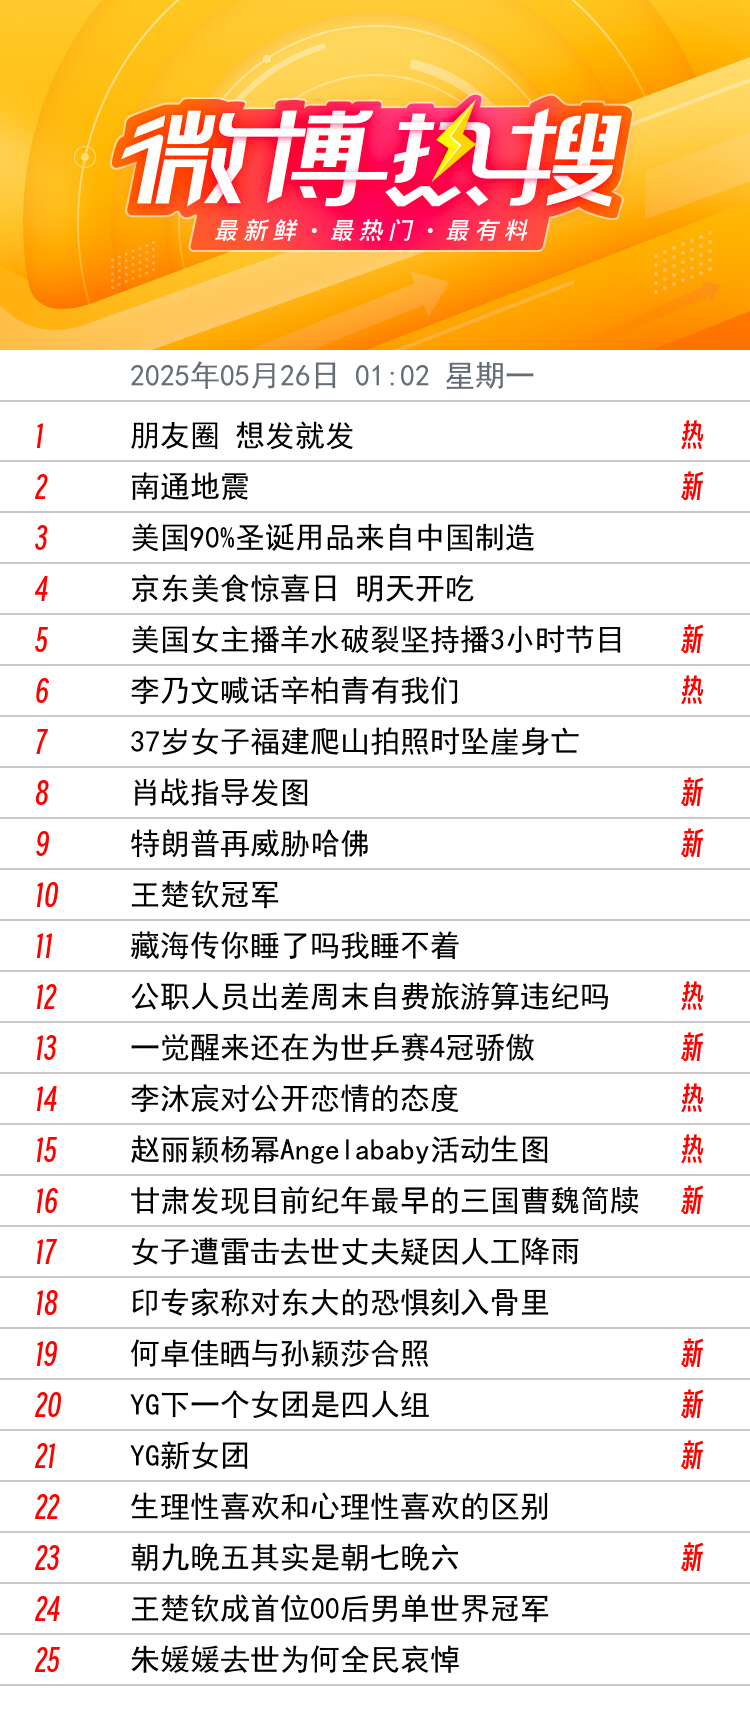 微博热搜
最新鲜·最热门·最有料
2025年05月26日 01:02 星期一
1 朋友圈 想发就发 热
2 南通地震 新
3 美国90%圣诞用品来自中国制造
4 京东美食惊喜日 明天开吃
5 美国女主播羊水破裂坚持播3小时节目 新
6 李乃文喊话辛柏青有我们 热
7 37岁女子福建爬山拍照时坠崖身亡
8 肖战指导发图 新
9 特朗普再威胁哈佛 新
10 王楚钦冠军
11 藏海传你睡了吗我睡不着
12 公职人员出差周末自费旅游算违纪吗 热
13 一觉醒来还在为世乒赛4冠骄傲 新
14 李沐宸对公开恋情的态度 热
15 赵丽颖杨幂Angelababy活动生图 热
16 甘肃发现目前纪年最早的三国曹魏简牍 新
17 女子遭雷击去世丈夫疑因人工降雨
18 印专家称对东大的恐惧刻入骨里
19 何卓佳晒与孙颖莎合照 新
20 YG下一个女团是四人组 新
21 YG新女团 新
22 生理性喜欢和心理性喜欢的区别
23 朝九晚五其实是朝七晚六 新
24 王楚钦成首位00后男单世界冠军
25 朱媛媛去世为何全民哀悼